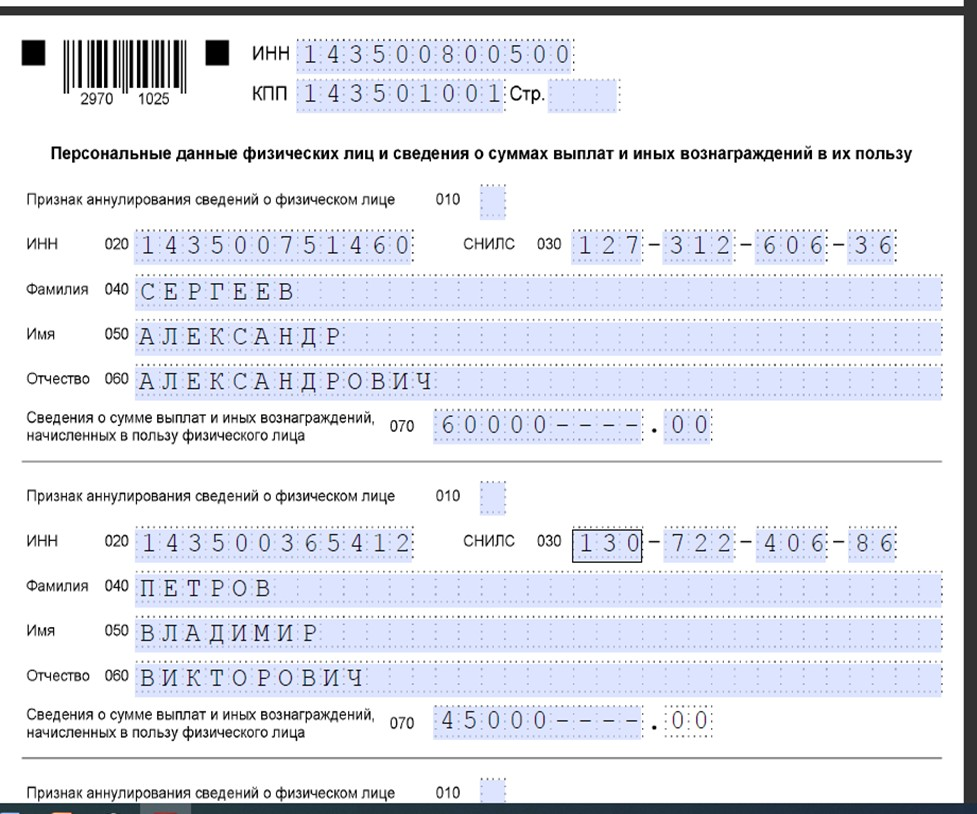 ИНН 143500800500
2970 1025
КПП 143501001 Стр.
Персональные данные физических лиц и сведения о суммах выплат и иных вознаграждений в их пользу
Признак аннулирования сведений о физическом лице 010
ИНН 020 143500751460 СНИЛС 030 127-312-606-36
Фамилия 040 СЕРГЕЕВ
Имя 050 АЛЕКСАНДР
Отчество 060 АЛЕКСАНДРОВИЧ
Сведения о сумме выплат и иных вознаграждений,
начисленных в пользу физического лица 070 60000----.00
Признак аннулирования сведений о физическом лице 010
ИНН 020 143500365412 СНИЛС 030 130-722-406-86
Фамилия 040 ПЕТРОВ
Имя 050 ВЛАДИМИР
Отчество 060 ВИКТОРОВИЧ
Сведения о сумме выплат и иных вознаграждений,
начисленных в пользу физического лица 070 45000----.00
Признак аннулирования сведений о физическом лице 010